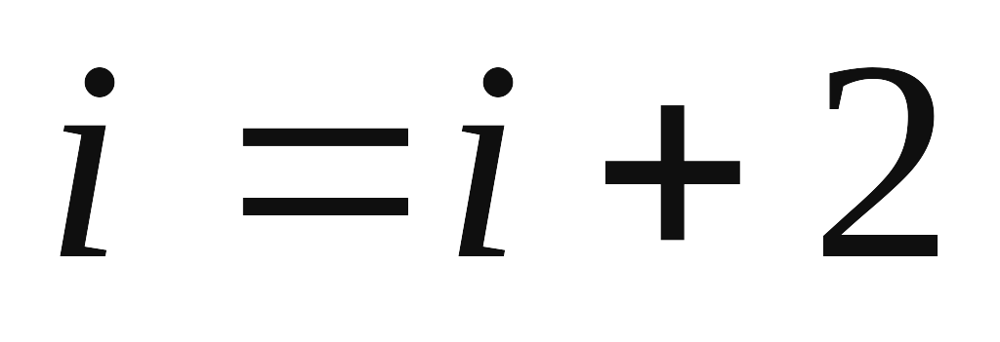 i = i + 2